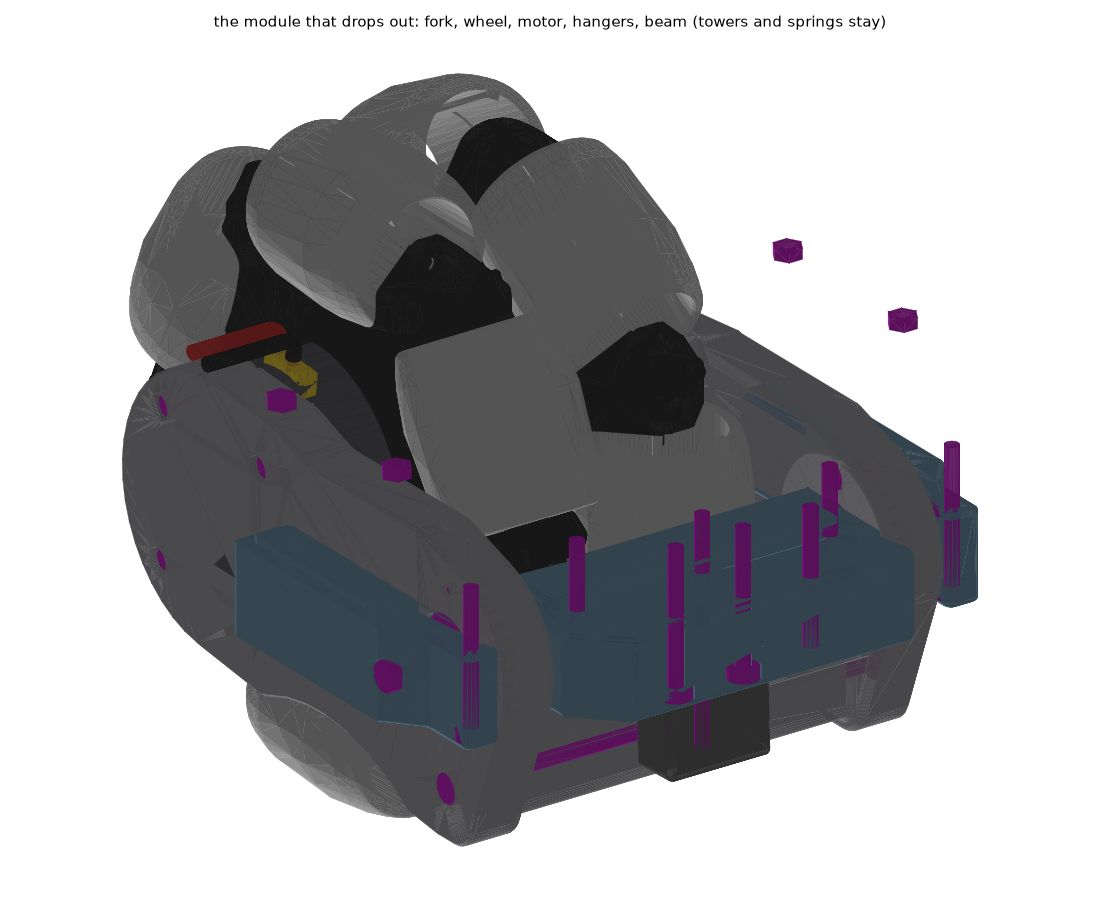 the module that drops out: fork, wheel, motor, hangers, beam (towers and springs stay)